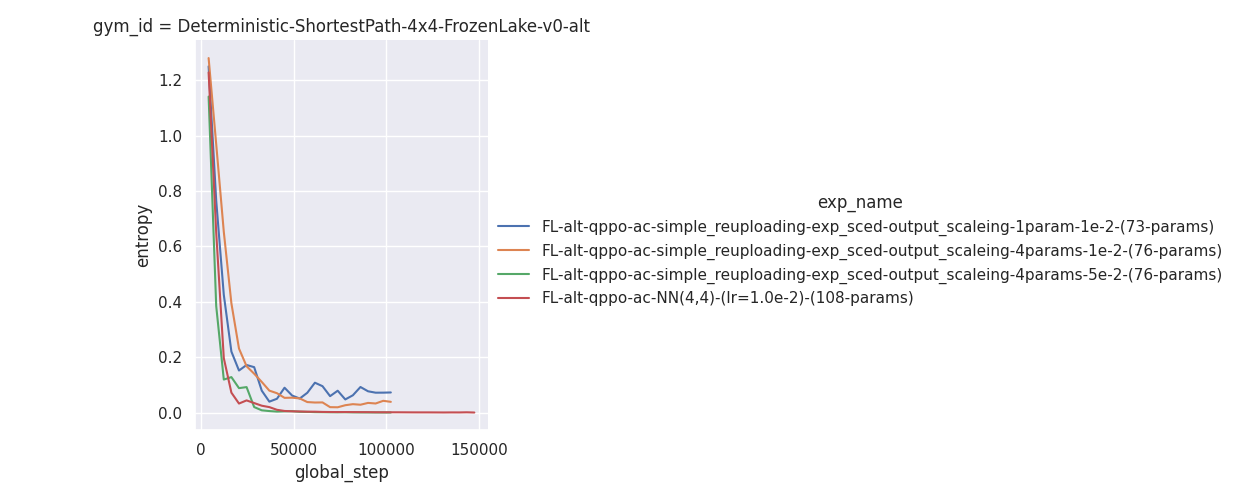 gym_id = Deterministic-ShortestPath-4x4-FrozenLake-v0-alt
1.2
1.0
0.8
0.6
0.4
0.2
0.0
entropy
0
50000
100000
150000
global_step
exp_name
FL-alt-qppo-ac-simple_reuploading-exp_sced-output_scaleing-1param-1e-2-(73-params)
FL-alt-qppo-ac-simple_reuploading-exp_sced-output_scaleing-4params-1e-2-(76-params)
FL-alt-qppo-ac-simple_reuploading-exp_sced-output_scaleing-4params-5e-2-(76-params)
FL-alt-qppo-ac-NN(4,4)-(lr=1.0e-2)-(108-params)